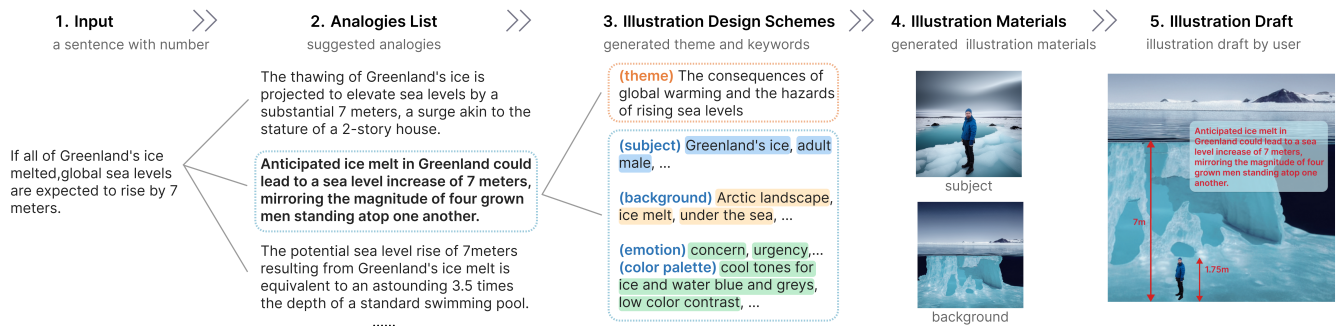 1. Input
a sentence with number
If all of Greenland's ice
melted,global sea levels
are expected to rise by 7
meters.
2. Analogies List
suggested analogies
The thawing of Greenland's ice is
projected to elevate sea levels by a
substantial 7 meters, a surge akin to the
stature of a 2-story house.
Anticipated ice melt in Greenland could
lead to a sea level increase of 7 meters,
mirroring the magnitude of four grown
men standing atop one another.
The potential sea level rise of 7meters
resulting from Greenland's ice melt is
equivalent to an astounding 3.5 times
the depth of a standard swimming pool.
......
3. Illustration Design Schemes
generated theme and keywords
(theme) The consequences of
global warming and the hazards
of rising sea levels
(subject) Greenland's ice, adult
male, ...
(background) Arctic landscape,
ice melt, under the sea, ...
(emotion) concern, urgency,...
(color palette) cool tones for
ice and water blue and greys,
low color contrast, ...
4. Illustration Materials
generated illustration materials
subject
background
5. Illustration Draft
illustration draft by user
Anticipated ice melt in
Greenland could lead to a sea
level increase of 7 meters,
mirroring the magnitude of four
grown men standing atop one
another.
7m
1.75m